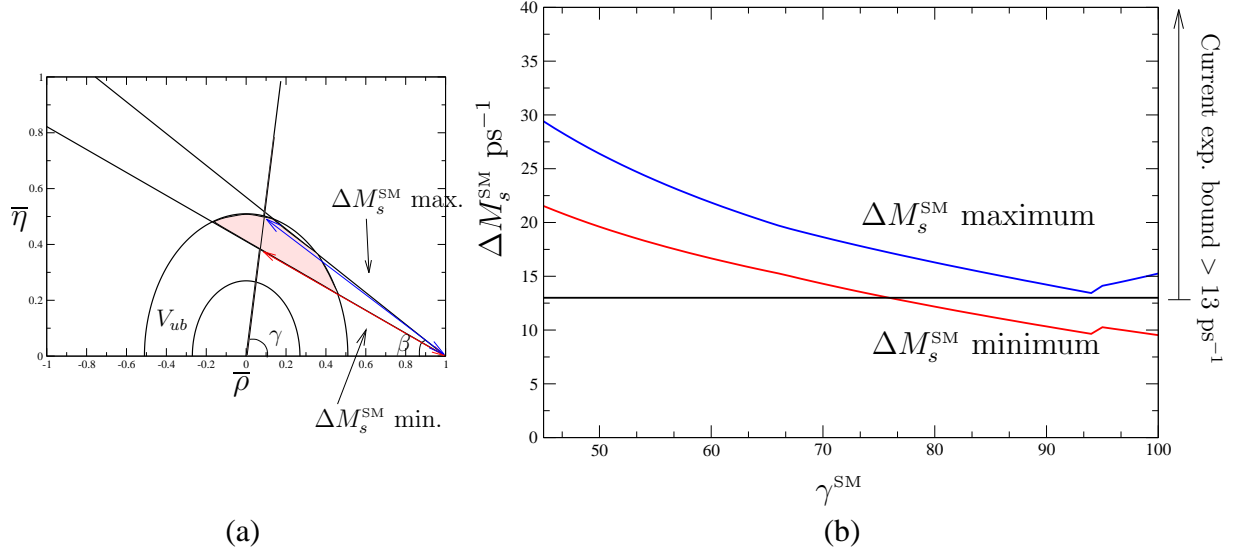 1
0.8
0.6
0.4
0.2
0
-1
-0.8
-0.6
-0.4
-0.2
0
0.2
0.4
0.6
0.8
1
η̅
ρ̅
V_{ub}
γ
β
ΔM_s^{SM} max.
ΔM_s^{SM} min.
(a)
40
35
30
25
20
15
10
5
0
50
60
70
80
90
100
ΔM_s^{SM} ps^{−1}
γ^{SM}
ΔM_s^{SM} maximum
ΔM_s^{SM} minimum
Current exp. bound > 13 ps^{−1}
(b)